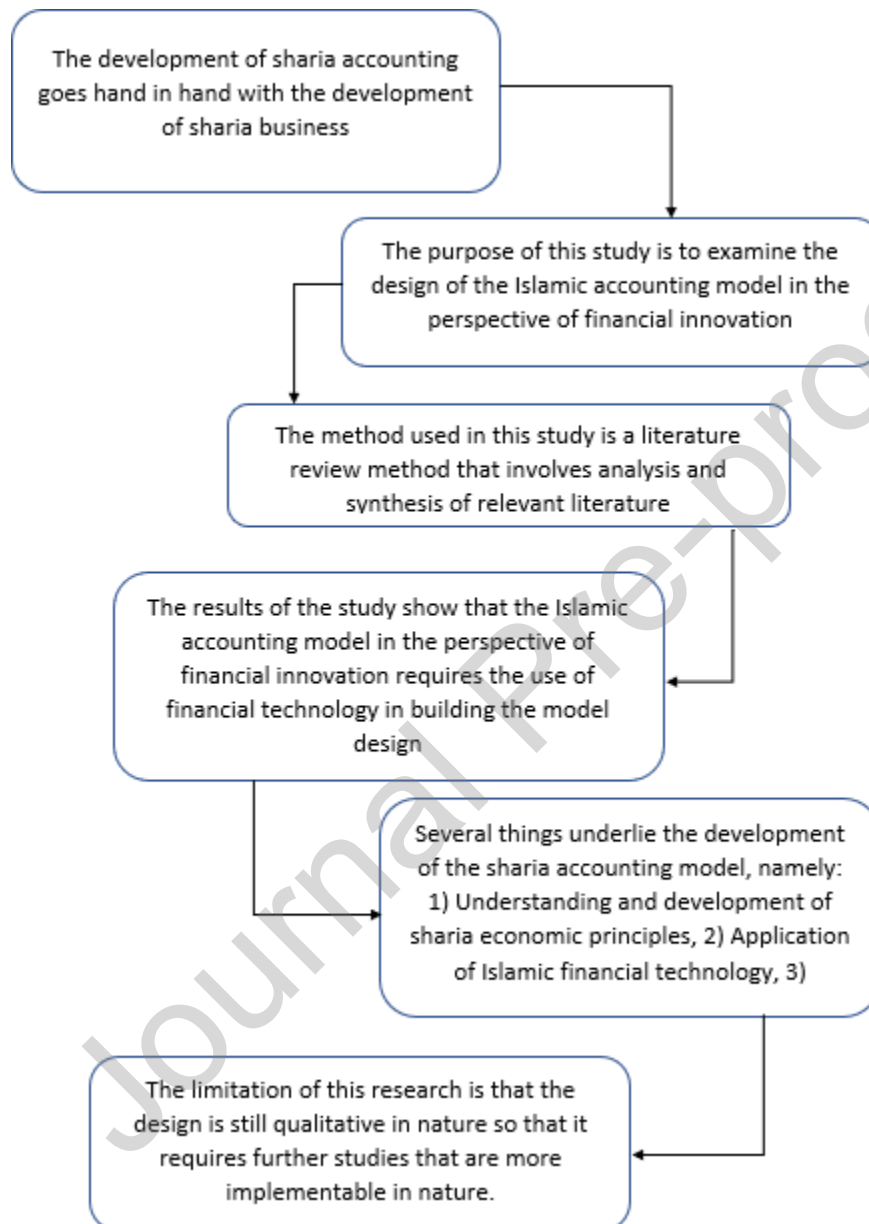 The development of sharia accounting
goes hand in hand with the development
of sharia business
The purpose of this study is to examine the
design of the Islamic accounting model in the
perspective of financial innovation
The method used in this study is a literature
review method that involves analysis and
synthesis of relevant literature
The results of the study show that the Islamic
accounting model in the perspective of
financial innovation requires the use of
financial technology in building the model
design
Several things underlie the development
of the sharia accounting model, namely:
1) Understanding and development of
sharia economic principles, 2) Application
of Islamic financial technology, 3)
The limitation of this research is that the
design is still qualitative in nature so that it
requires further studies that are more
implementable in nature.
Journal Pre-proo